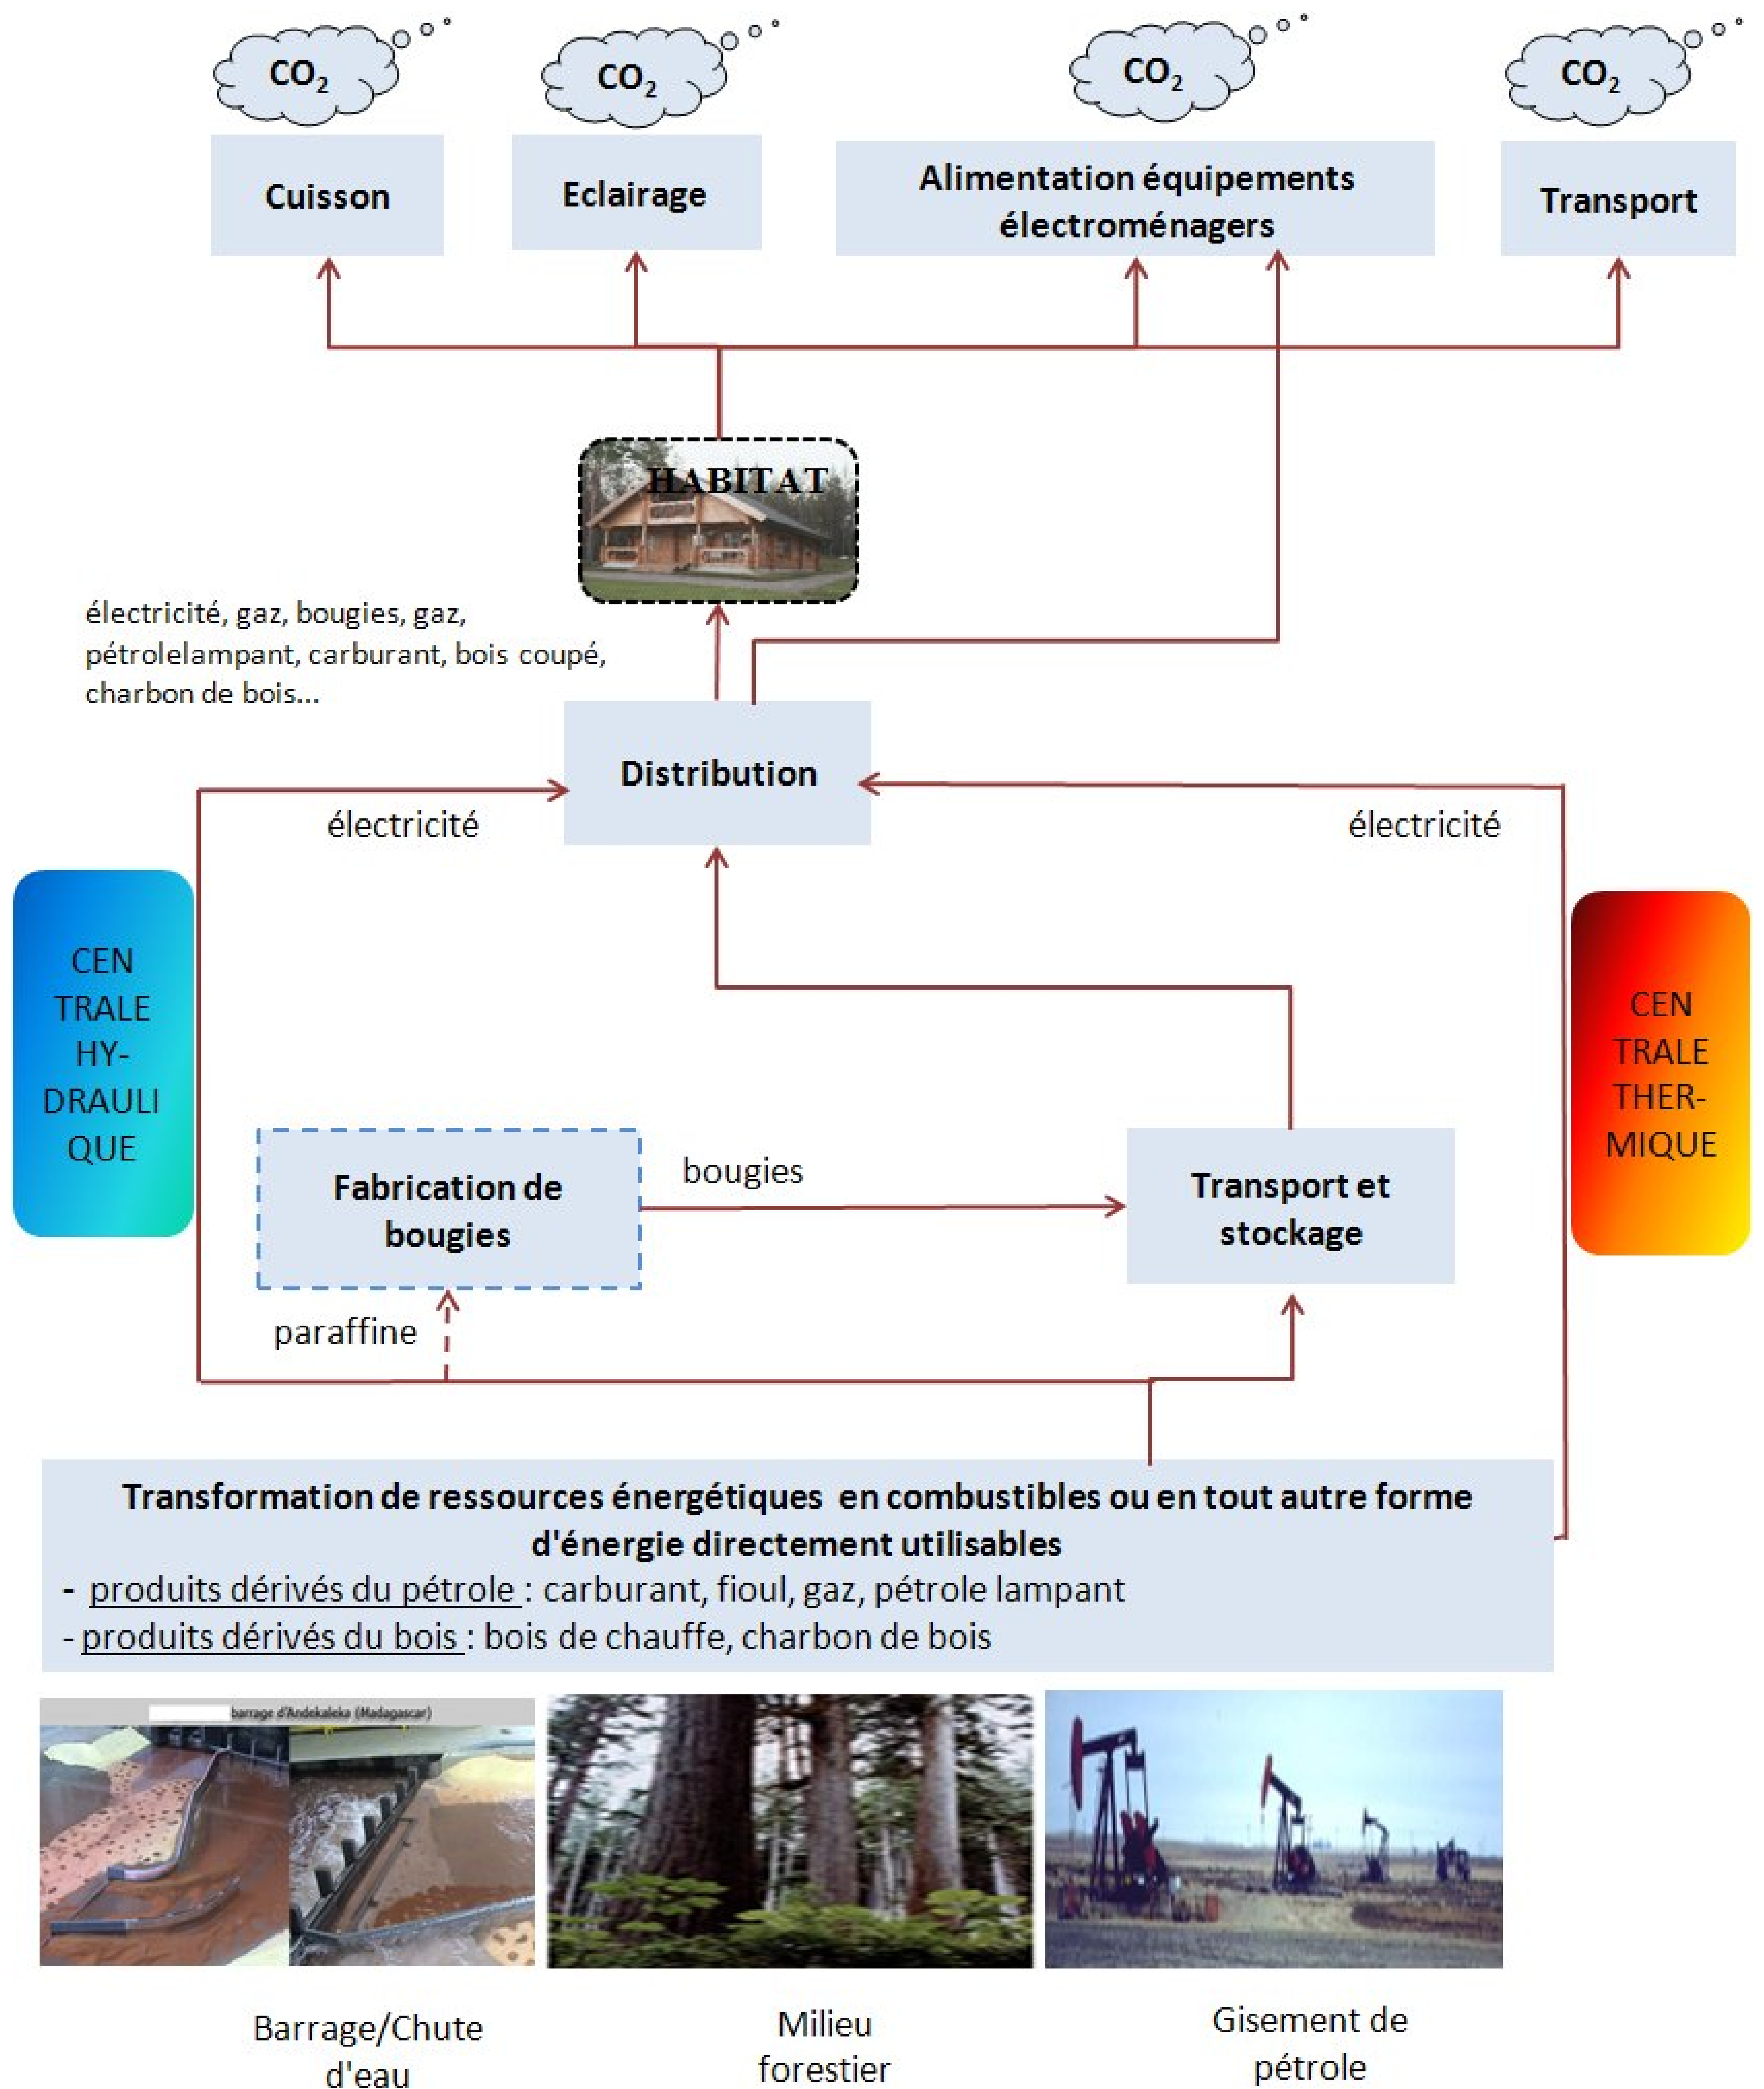 CO2
CO2
CO2
CO2
Cuisson
Eclairage
Alimentation équipements
électroménagers
Transport
HABITAT
électricité, gaz, bougies, gaz,
pétrolelampant, carburant, bois coupé,
charbon de bois...
Distribution
électricité
électricité
CEN
TRALE
HY-
DRAULI
QUE
CEN
TRALE
THER-
MIQUE
Fabrication de
bougies
bougies
Transport et
stockage
paraffine
Transformation de ressources énergétiques en combustibles ou en tout autre forme
d'énergie directement utilisables
- produits dérivés du pétrole : carburant, fioul, gaz, pétrole lampant
- produits dérivés du bois : bois de chauffe, charbon de bois
barrage d'Andekaleka (Madagascar)
Barrage/Chute
d'eau
Milieu
forestier
Gisement de
pétrole